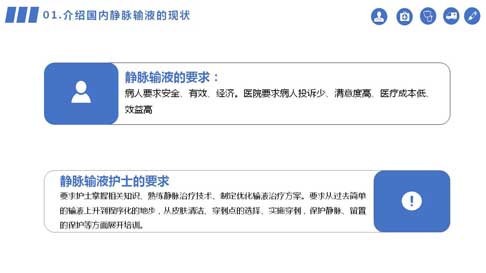 01.介绍国内静脉输液的现状
静脉输液的要求：
病人要求安全、有效、经济。医院要求病人投诉少、满意度高、医疗成本低、
效益高
静脉输液护士的要求
要求护士掌握相关知识、熟练静脉治疗技术、制定优化输液治疗方案。要求从过去简单
的输液上升到程序化的地步，从皮肤清洁、穿刺点的选择、实施穿刺，保护静脉、留置
的保护等方面展开培训。